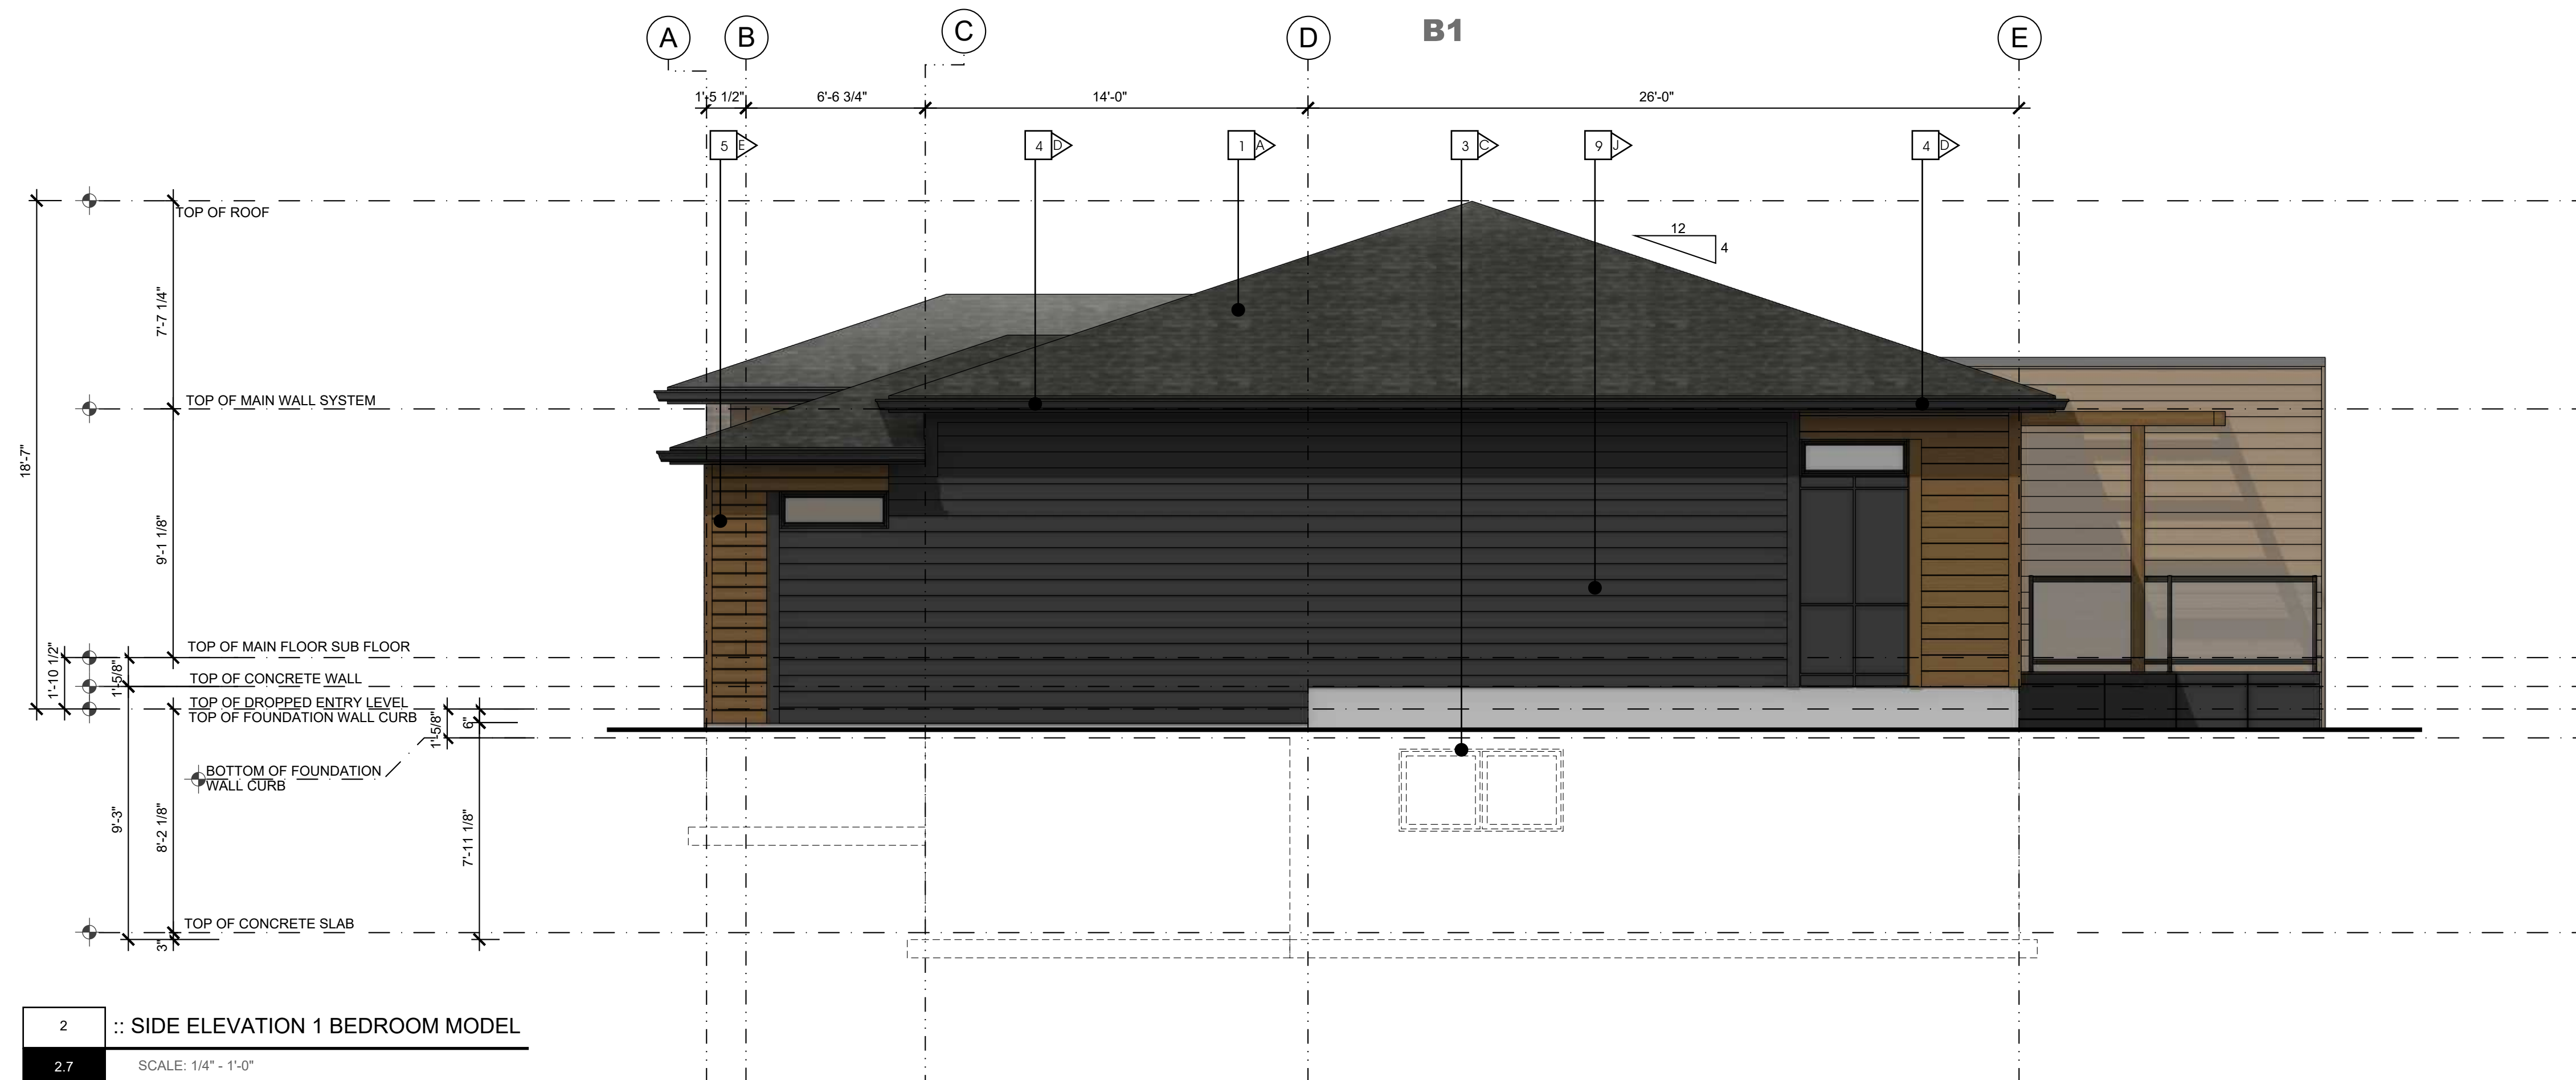 A B C D B1 E
1'-5 1/2" 6'-6 3/4" 14'-0" 26'-0"
5 E 4 D 1 A 3 C 9 J 4 D
TOP OF ROOF
12
4
7'-7 1/4"
TOP OF MAIN WALL SYSTEM
18'-7"
9'-1 1/8"
TOP OF MAIN FLOOR SUB FLOOR
1'-10 1/2"
1'-5/8"
TOP OF CONCRETE WALL
TOP OF DROPPED ENTRY LEVEL
TOP OF FOUNDATION WALL CURB
1'-5/8"
6"
BOTTOM OF FOUNDATION
WALL CURB
9'-3"
8'-2 1/8"
7'-11 1/8"
TOP OF CONCRETE SLAB
3"
2 :: SIDE ELEVATION 1 BEDROOM MODEL
2.7 SCALE: 1/4" - 1'-0"